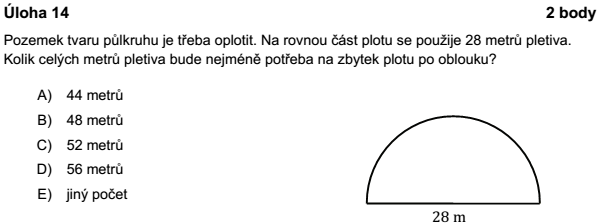 Úloha 14 2 body
Pozemek tvaru půlkruhu je třeba oplotit. Na rovnou část plotu se použije 28 metrů pletiva.
Kolik celých metrů pletiva bude nejméně potřeba na zbytek plotu po oblouku?
A) 44 metrů
B) 48 metrů
C) 52 metrů
D) 56 metrů
E) jiný počet
28 m